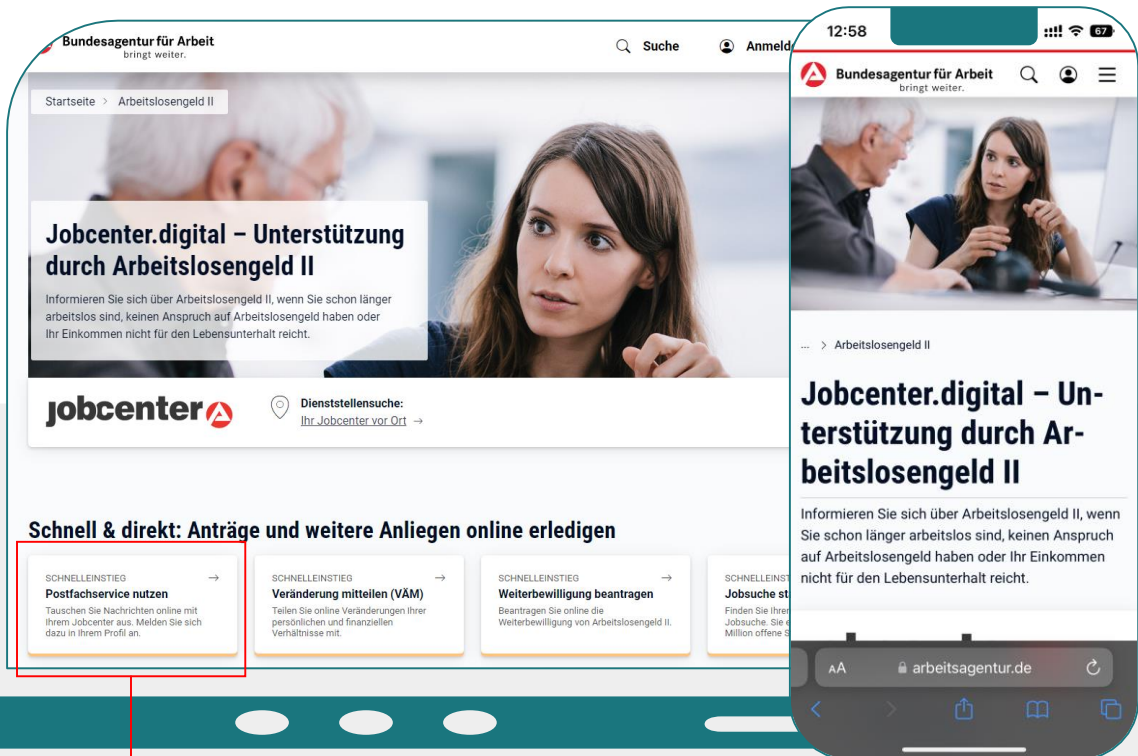 Bundesagentur für Arbeit
bringt weiter.
Suche
Startseite > Arbeitslosengeld II
Jobcenter.digital – Unterstützung
durch Arbeitslosengeld II
Informieren Sie sich über Arbeitslosengeld II, wenn Sie schon länger
arbeitslos sind, keinen Anspruch auf Arbeitslosengeld haben oder
Ihr Einkommen nicht für den Lebensunterhalt reicht.
jobcenter
Dienststellensuche:
Ihr Jobcenter vor Ort →
Schnell & direkt: Anträge und weitere Anliegen online erledigen
SCHNELLEINSTIEG →
Postfachservice nutzen
Tauschen Sie Nachrichten online mit
Ihrem Jobcenter aus. Melden Sie sich
dazu in Ihrem Profil an.
SCHNELLEINSTIEG →
Veränderung mitteilen (VÄM)
Teilen Sie online Veränderungen Ihrer
persönlichen und finanziellen
Verhältnisse mit.
SCHNELLEINSTIEG →
Weiterbewilligung beantragen
Beantragen Sie online die
Weiterbewilligung von Arbeitslosengeld II.
Jobsuche
Finden Sie
Jobsuche. Sie
Million offene
12:58
67
Bundesagentur für Arbeit
bringt weiter.
... > Arbeitslosengeld II
Jobcenter.digital – Un-
terstützung durch Ar-
beitslosengeld II
Informieren Sie sich über Arbeitslosengeld II, wenn
Sie schon länger arbeitslos sind, keinen Anspruch
auf Arbeitslosengeld haben oder Ihr Einkommen
nicht für den Lebensunterhalt reicht.
AA
arbeitsagentur.de